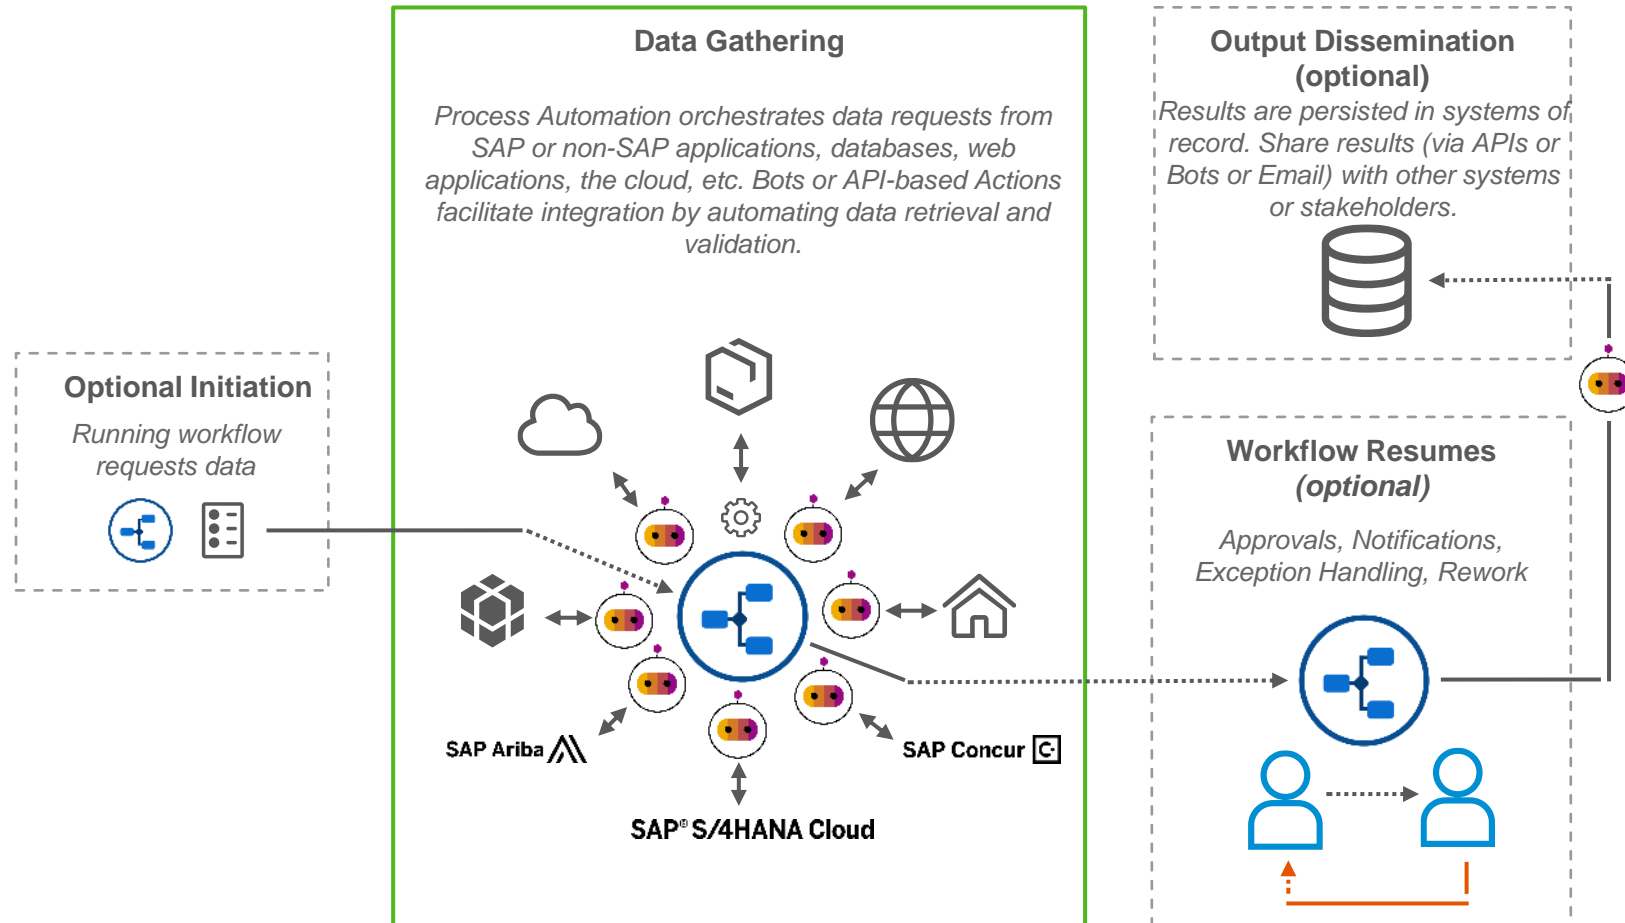 Data Gathering
Process Automation orchestrates data requests from
SAP or non-SAP applications, databases, web
applications, the cloud, etc. Bots or API-based Actions
facilitate integration by automating data retrieval and
validation.
Output Dissemination
(optional)
Results are persisted in systems of
record. Share results (via APIs or
Bots or Email) with other systems
or stakeholders.
Optional Initiation
Running workflow
requests data
Workflow Resumes
(optional)
Approvals, Notifications,
Exception Handling, Rework
SAP Ariba
SAP Concur C
SAP® S/4HANA Cloud